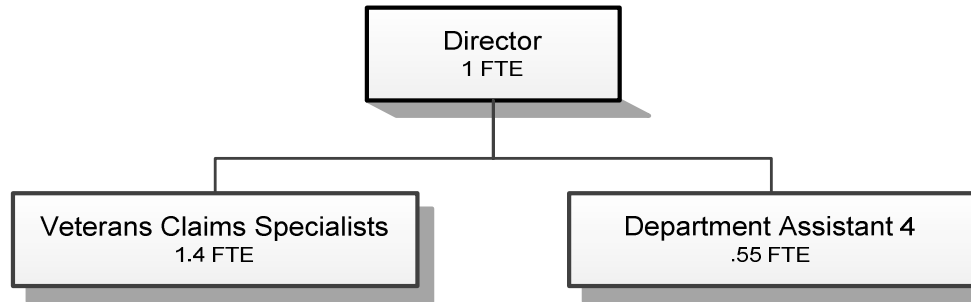 Director
1 FTE
Veterans Claims Specialists
1.4 FTE
Department Assistant 4
.55 FTE